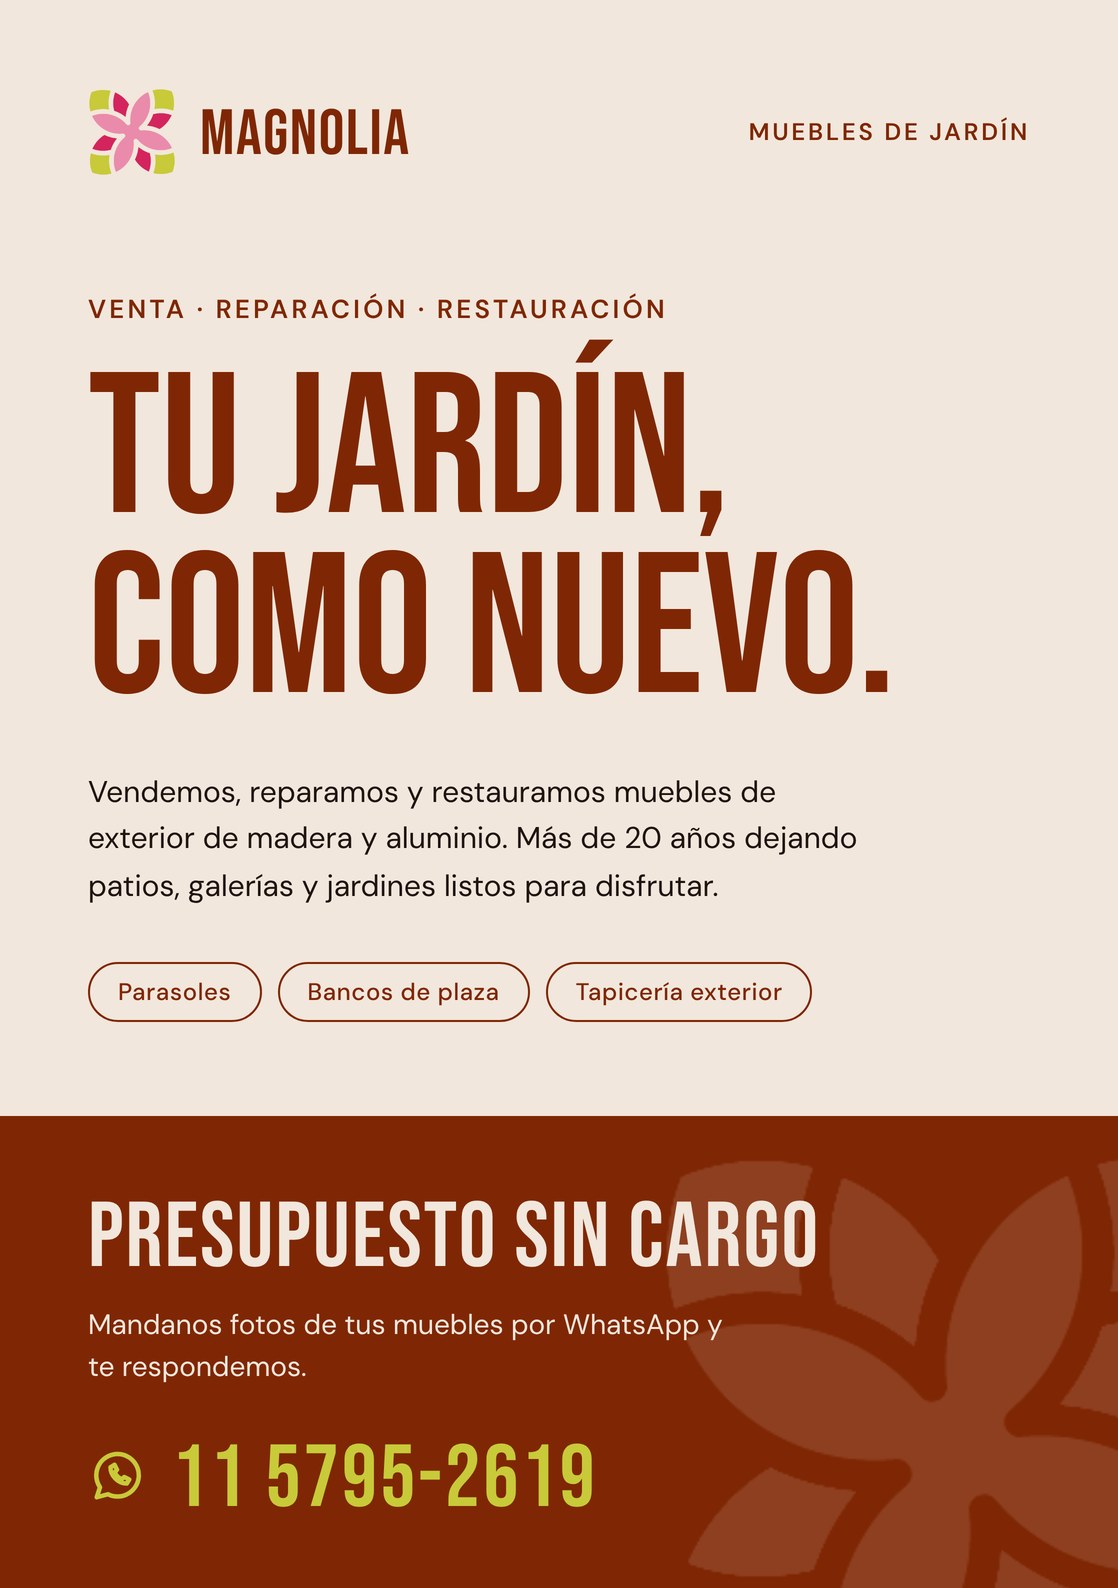 MAGNOLIA
MUEBLES DE JARDÍN
VENTA · REPARACIÓN · RESTAURACIÓN
TU JARDÍN,
COMO NUEVO.
Vendemos, reparamos y restauramos muebles de
exterior de madera y aluminio. Más de 20 años dejando
patios, galerías y jardines listos para disfrutar.
Parasoles
Bancos de plaza
Tapicería exterior
PRESUPUESTO SIN CARGO
Mandanos fotos de tus muebles por WhatsApp y
te respondemos.
11 5795-2619